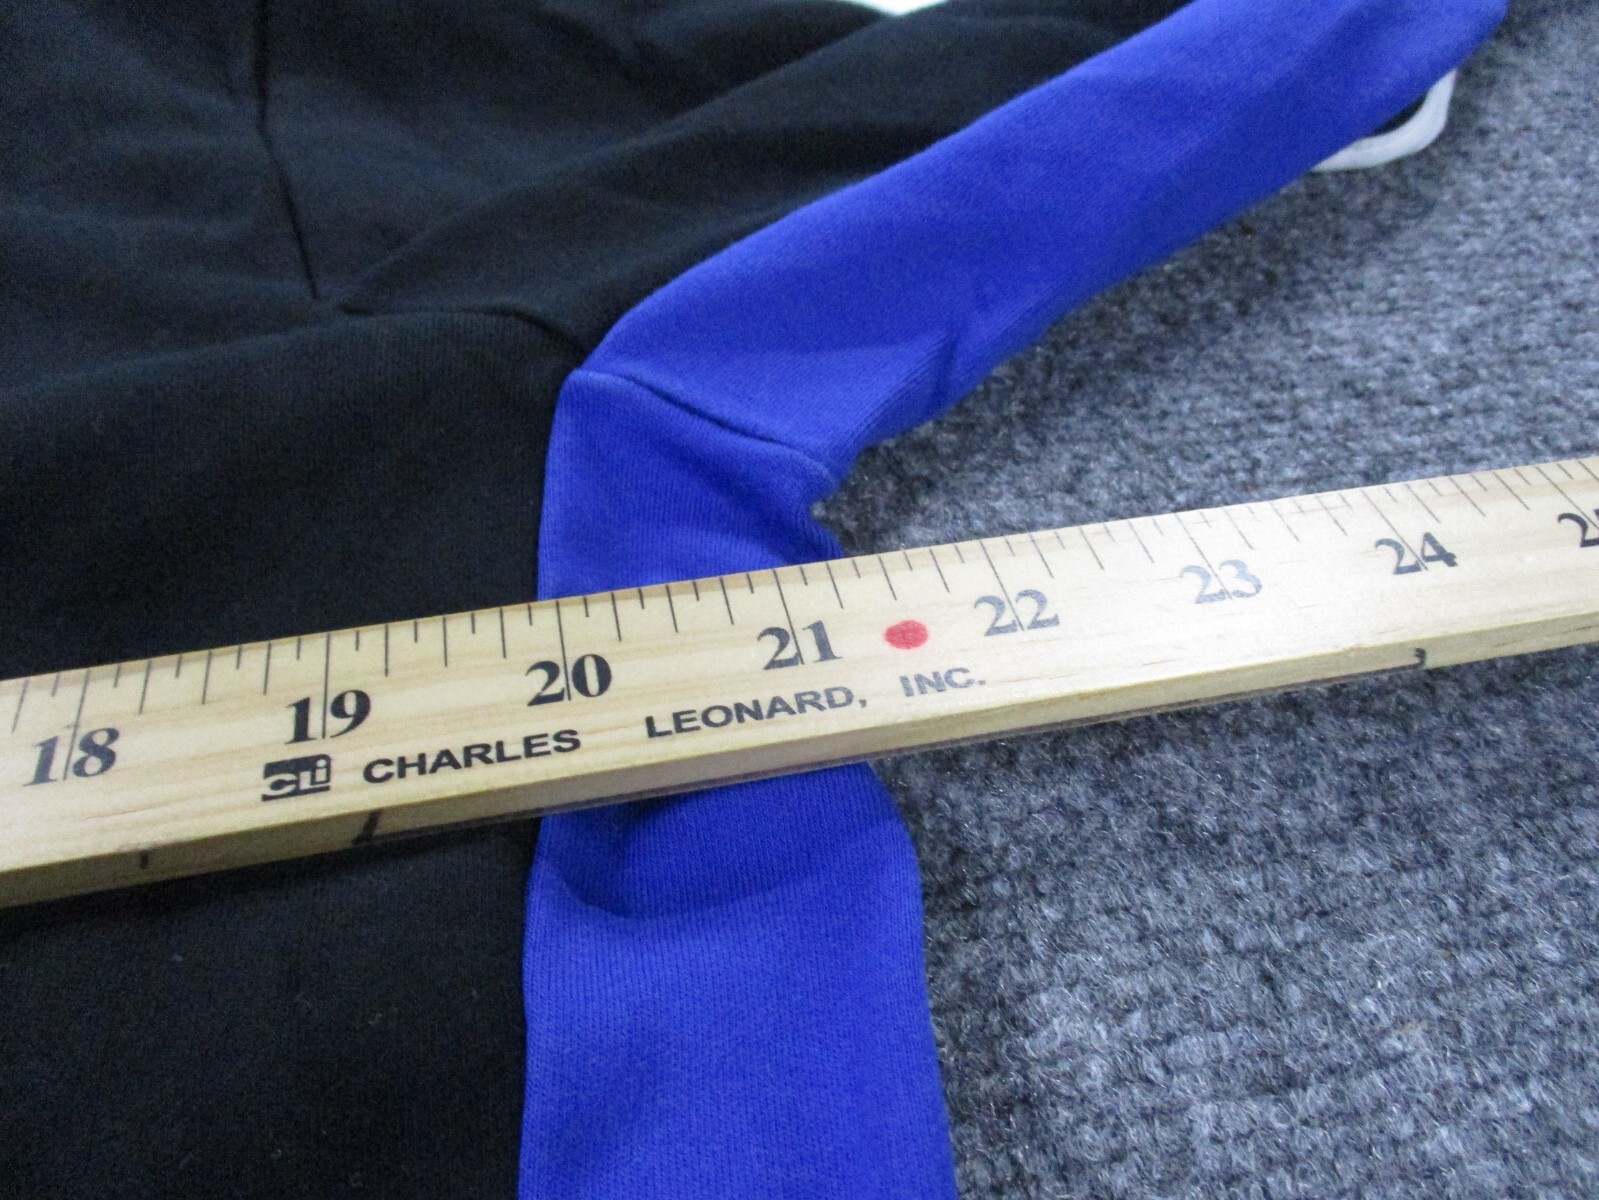 18 19 20 21 22 23 24
CLi CHARLES LEONARD, INC.